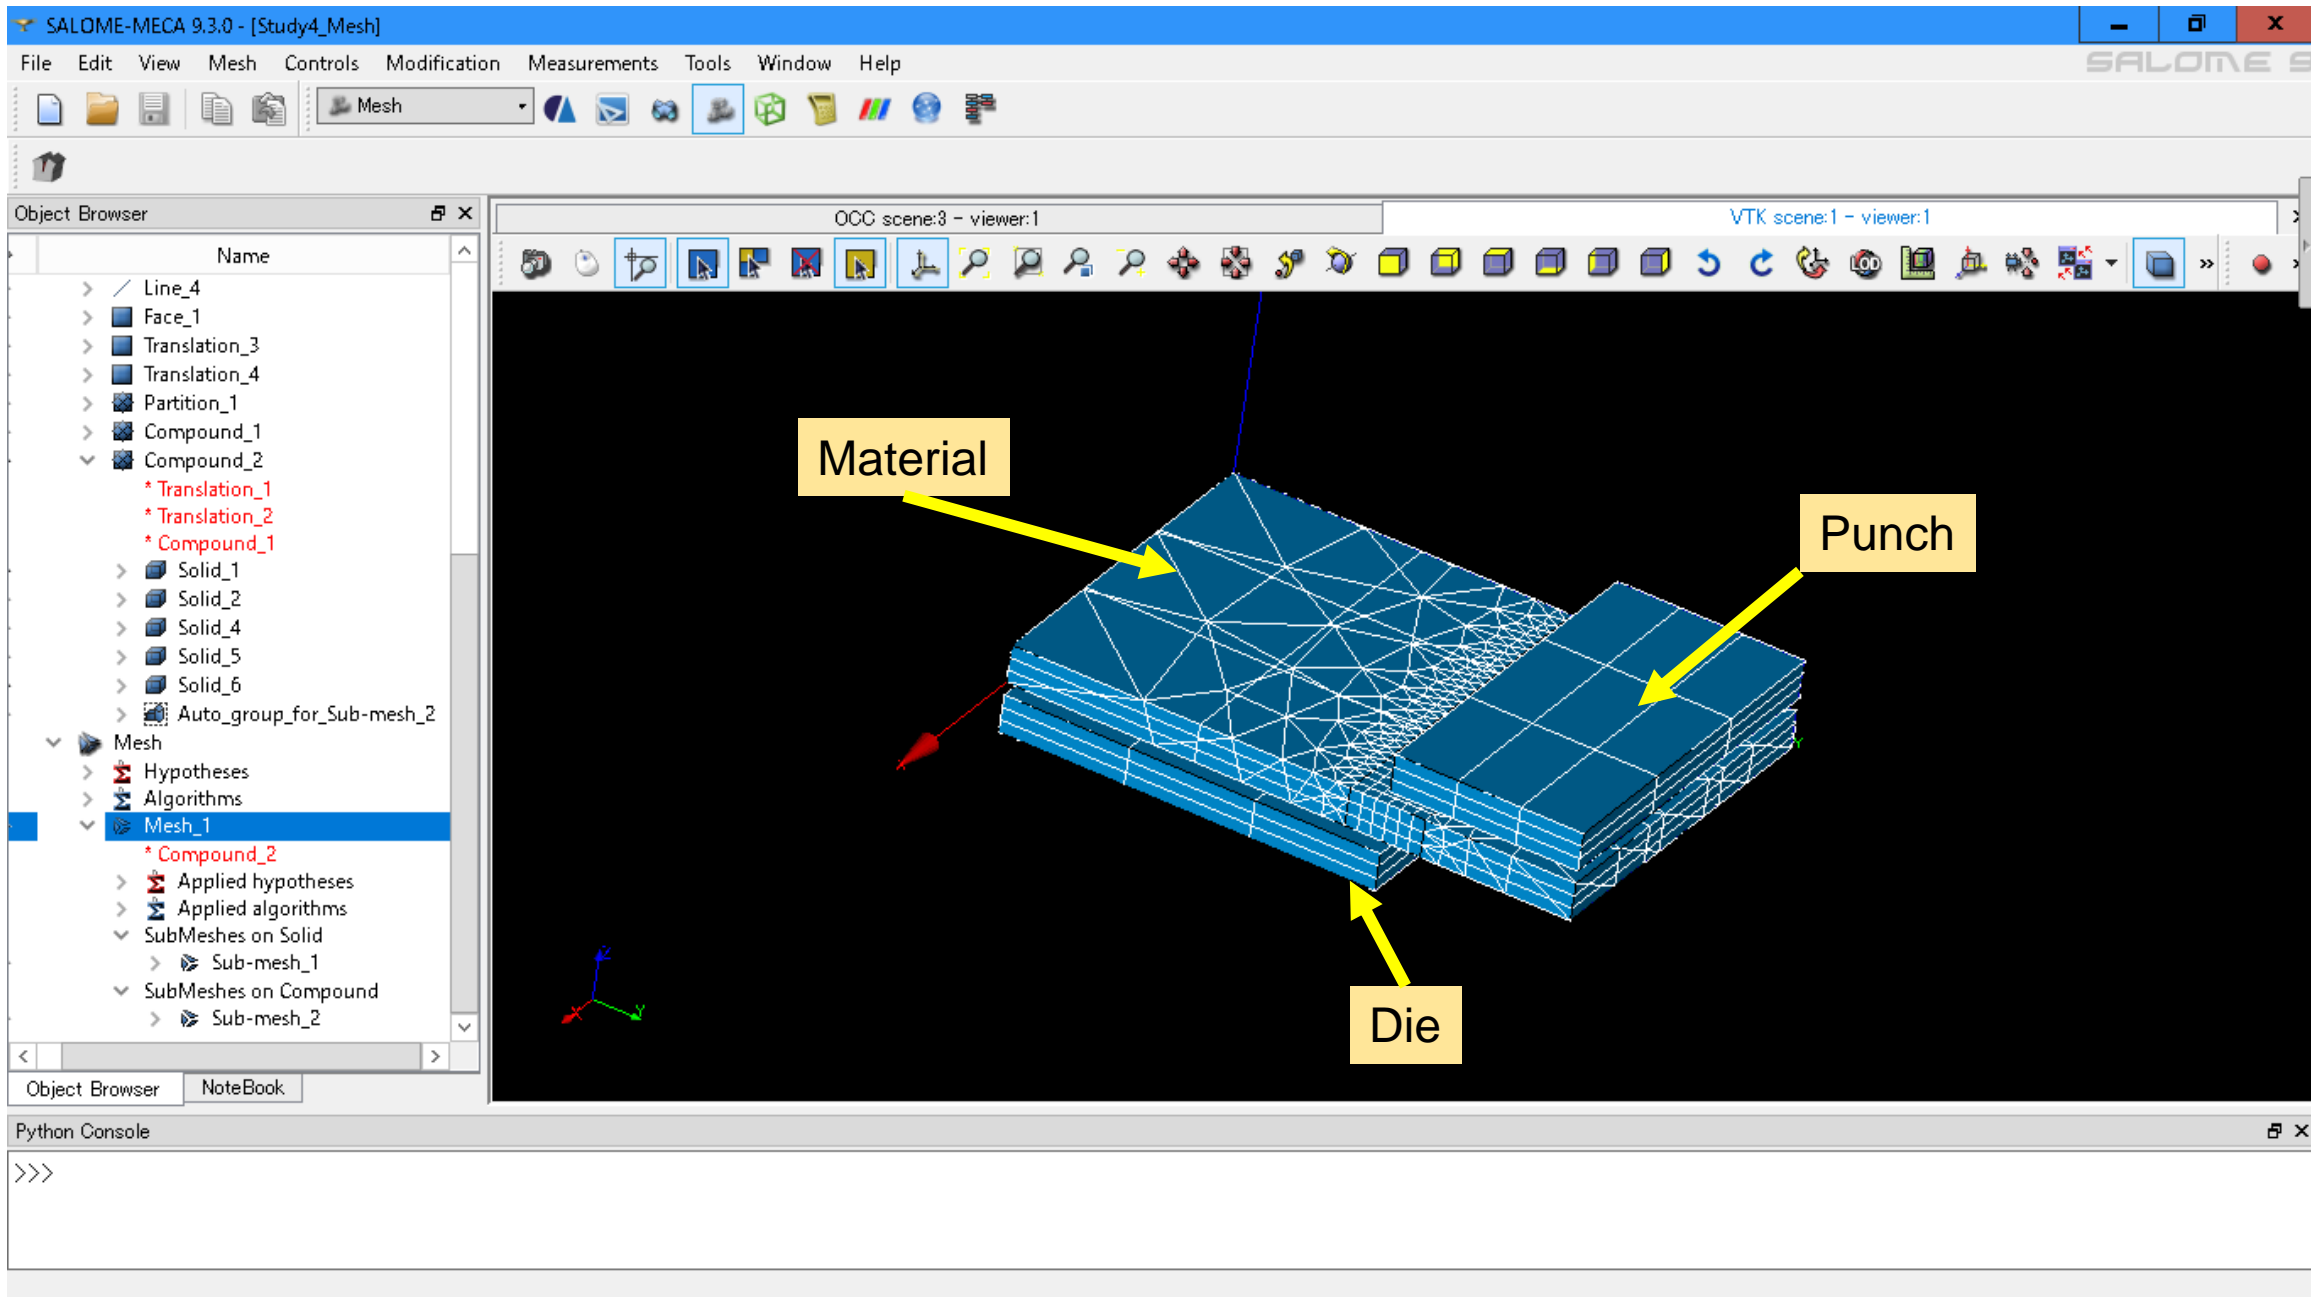 SALOME-MECA 9.3.0 - [Study4_Mesh]
File Edit View Mesh Controls Modification Measurements Tools Window Help
SALOME 9
Mesh
Object Browser
OCC scene:3 - viewer:1
VTK scene:1 - viewer:1
Name
Line_4
Face_1
Translation_3
Translation_4
Partition_1
Compound_1
Compound_2
* Translation_1
* Translation_2
* Compound_1
Solid_1
Solid_2
Solid_4
Solid_5
Solid_6
Auto_group_for_Sub-mesh_2
Mesh
Hypotheses
Algorithms
Mesh_1
* Compound_2
Applied hypotheses
Applied algorithms
SubMeshes on Solid
Sub-mesh_1
SubMeshes on Compound
Sub-mesh_2
Object Browser NoteBook
LOD
Material
Punch
Die
X
Y
Z
X
Y
Python Console
>>>